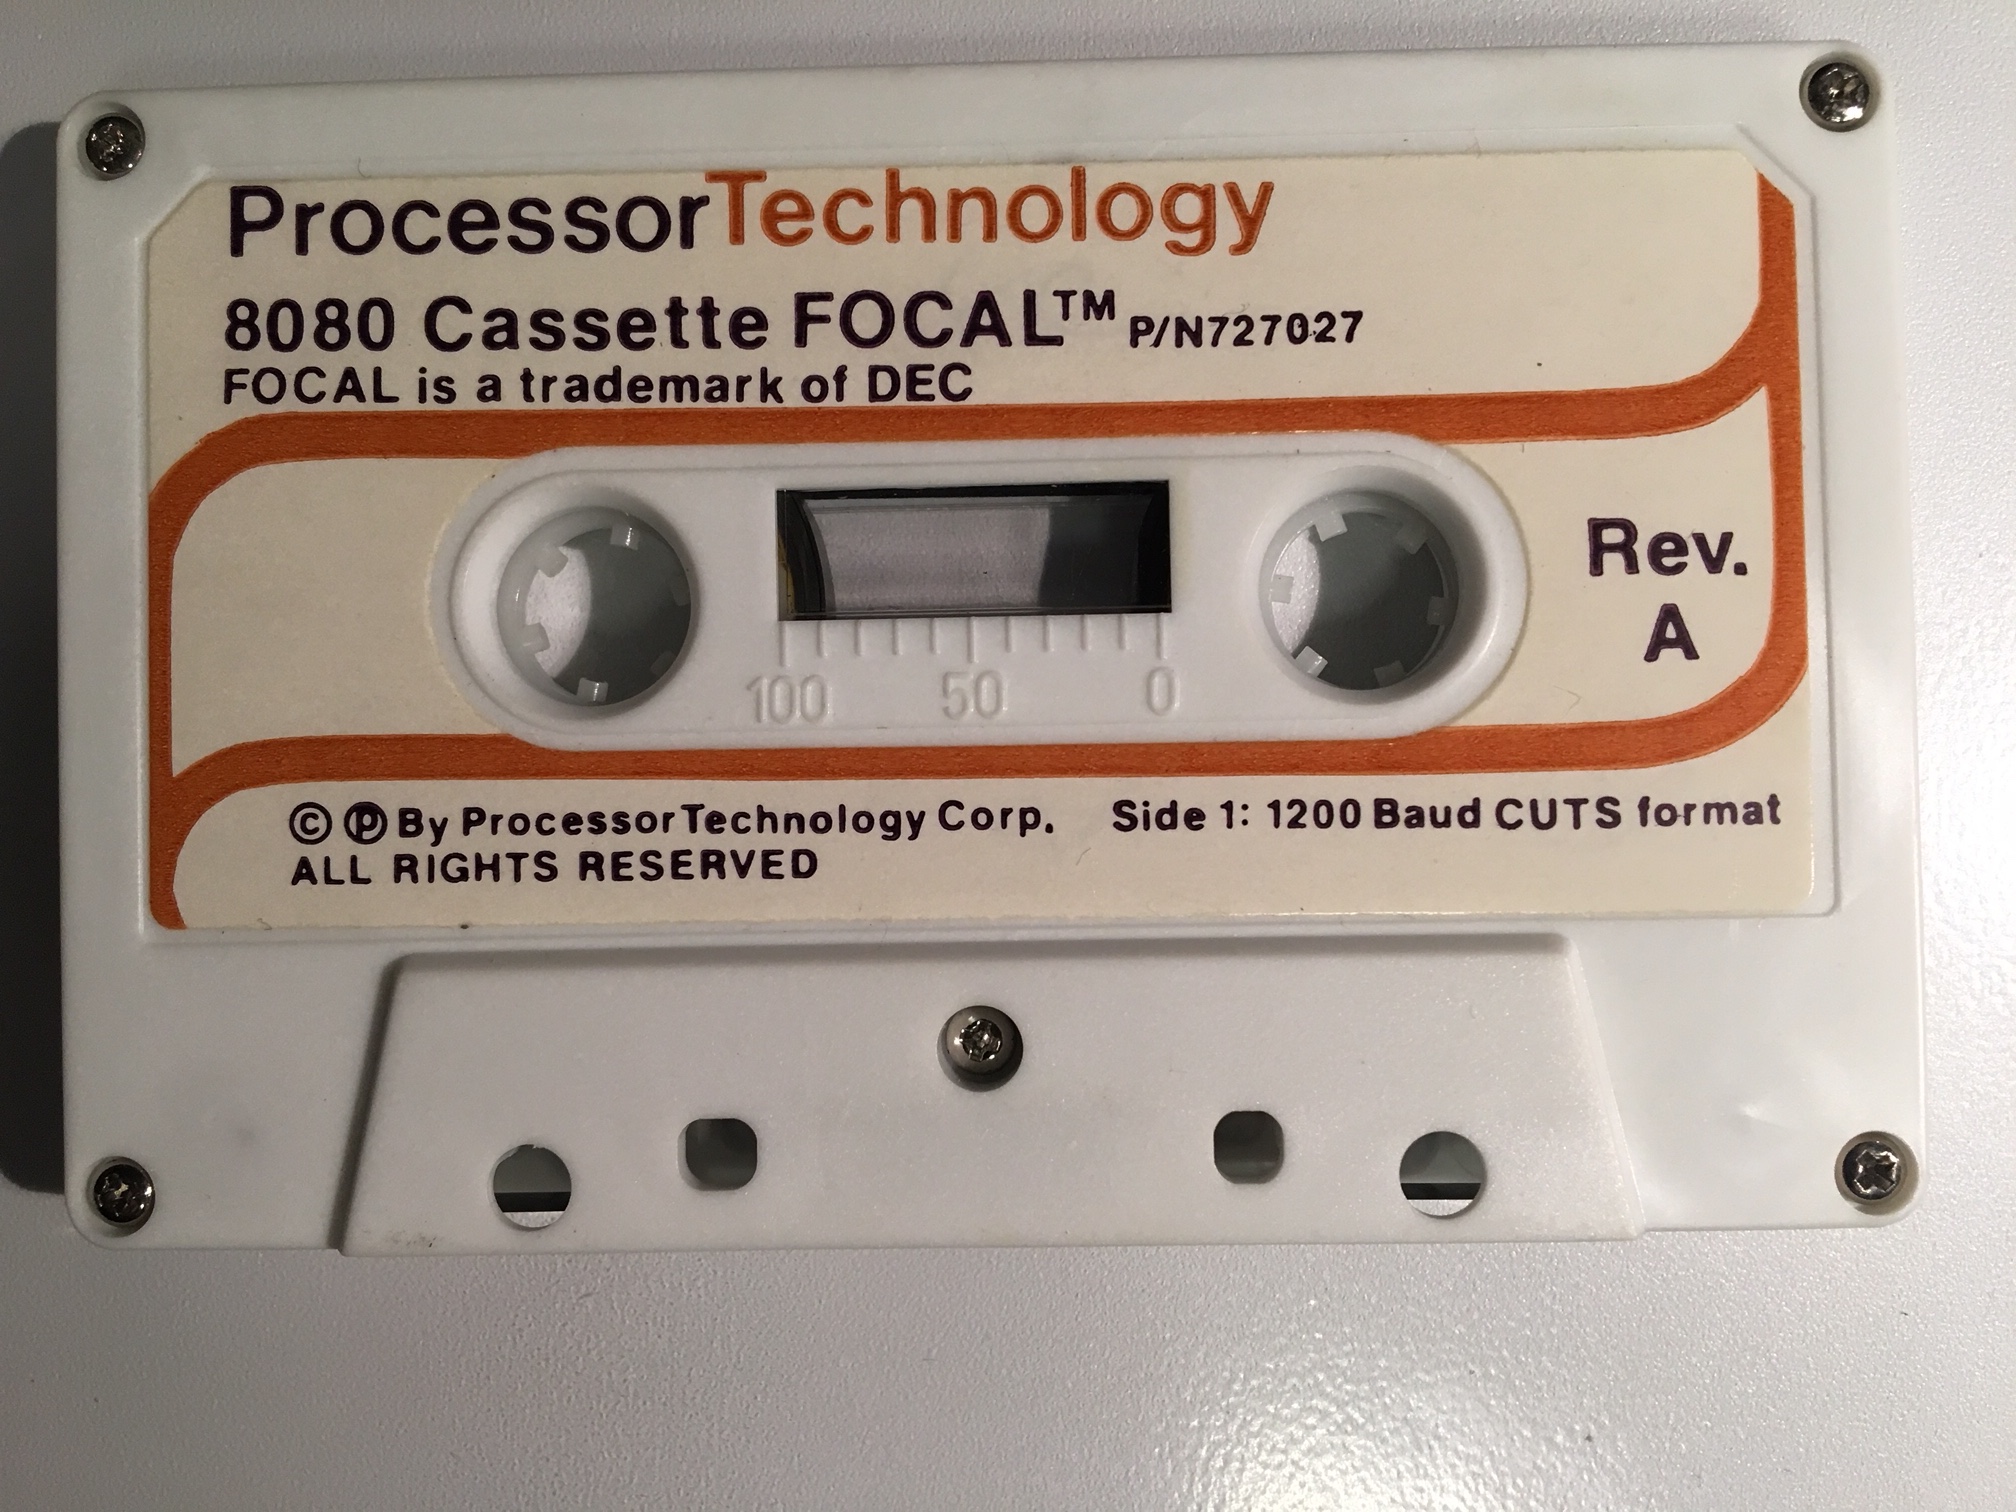 ProcessorTechnology
8080 Cassette FOCAL™ P/N727027
FOCAL is a trademark of DEC
Rev.
A
100 50 0
© ℗ By ProcessorTechnology Corp. Side 1: 1200 Baud CUTS format
ALL RIGHTS RESERVED